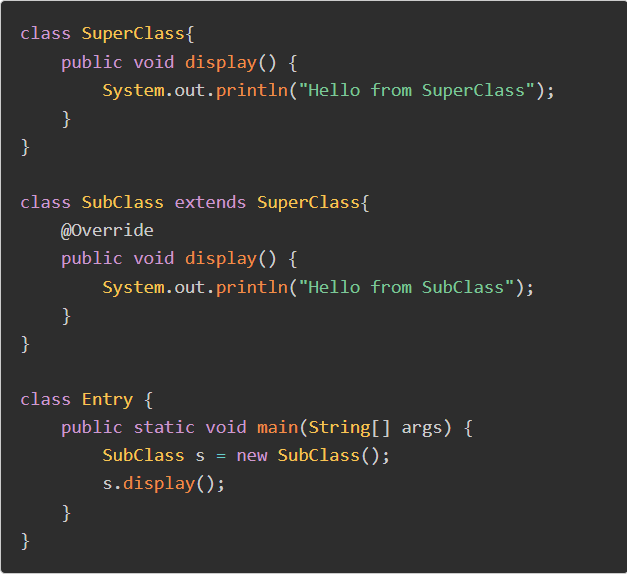 class SuperClass{
    public void display() {
        System.out.println("Hello from SuperClass");
    }
}

class SubClass extends SuperClass{
    @Override
    public void display() {
        System.out.println("Hello from SubClass");
    }
}

class Entry {
    public static void main(String[] args) {
        SubClass s = new SubClass();
        s.display();
    }
}